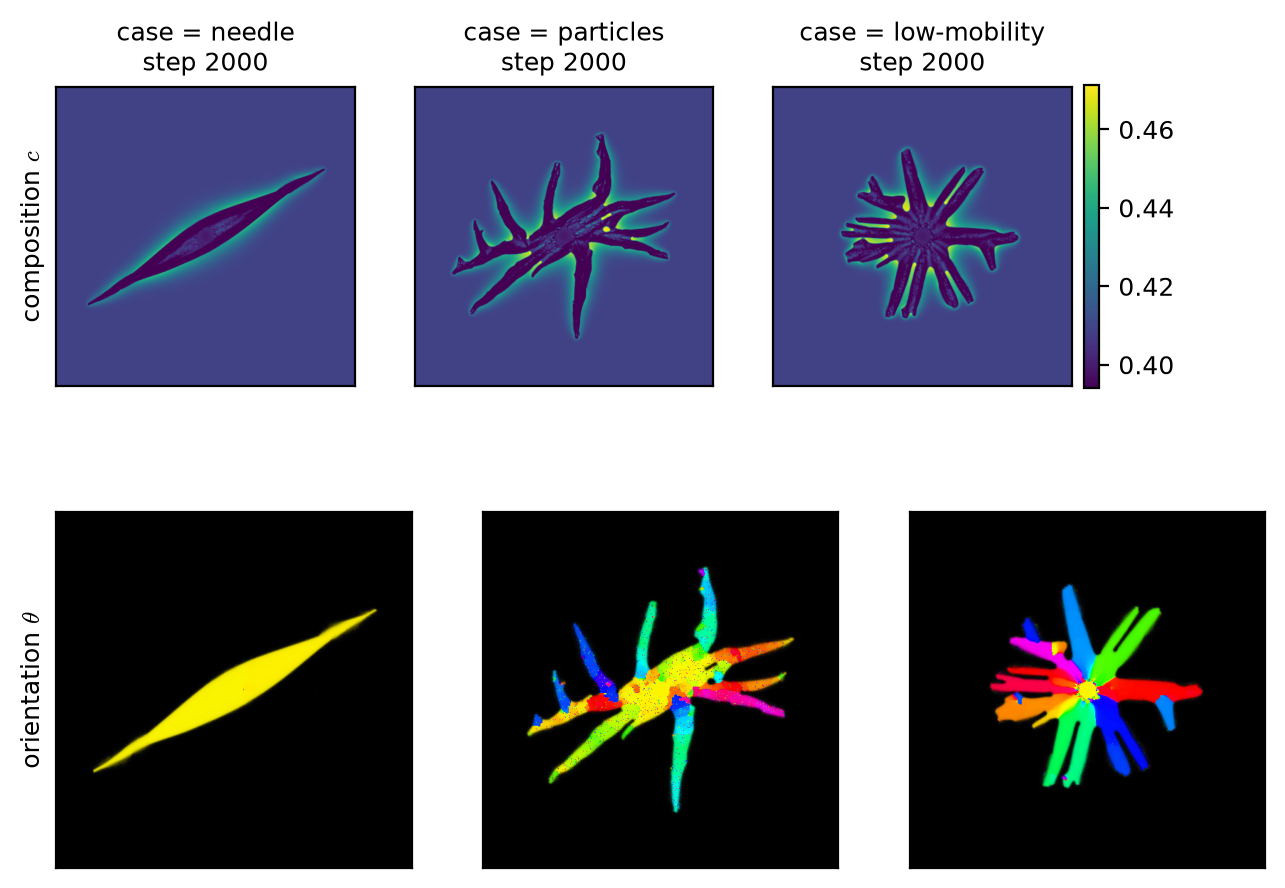 case = needle
step 2000
case = particles
step 2000
case = low-mobility
step 2000
composition c
0.46
0.44
0.42
0.40
orientation θ